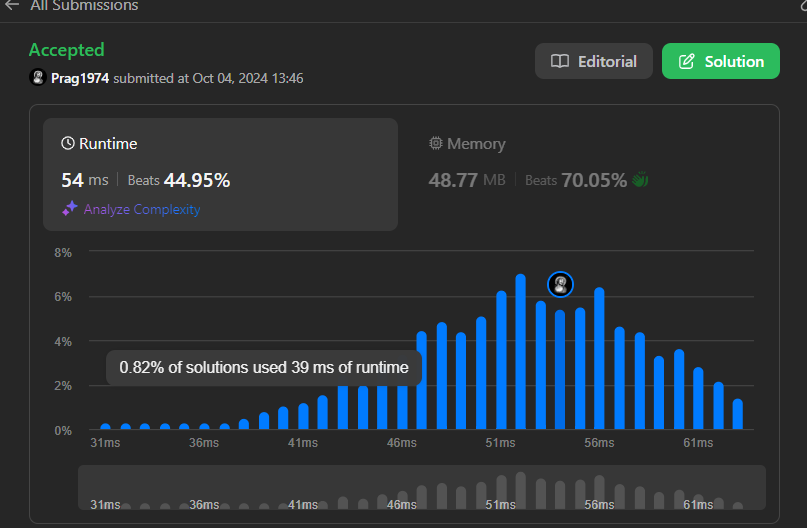 All Submissions
Accepted
Prag1974 submitted at Oct 04, 2024 13:46
Editorial
Solution
Runtime
54 ms | Beats 44.95%
Analyze Complexity
Memory
48.77 MB | Beats 70.05%
8%
6%
4%
2%
0%
0.82% of solutions used 39 ms of runtime
31ms 36ms 41ms 46ms 51ms 56ms 61ms
31ms 36ms 41ms 46ms 51ms 56ms 61ms